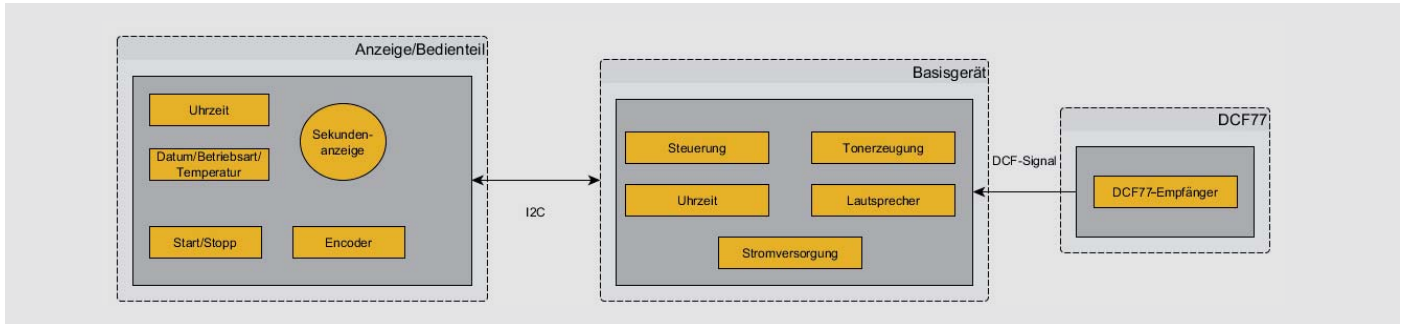 Anzeige/Bedienteil
Uhrzeit
Sekunden-
anzeige
Datum/Betriebsart/
Temperatur
Start/Stopp
Encoder
I2C
Basisgerät
Steuerung
Tonerzeugung
Uhrzeit
Lautsprecher
Stromversorgung
DCF-Signal
DCF77
DCF77-Empfänger